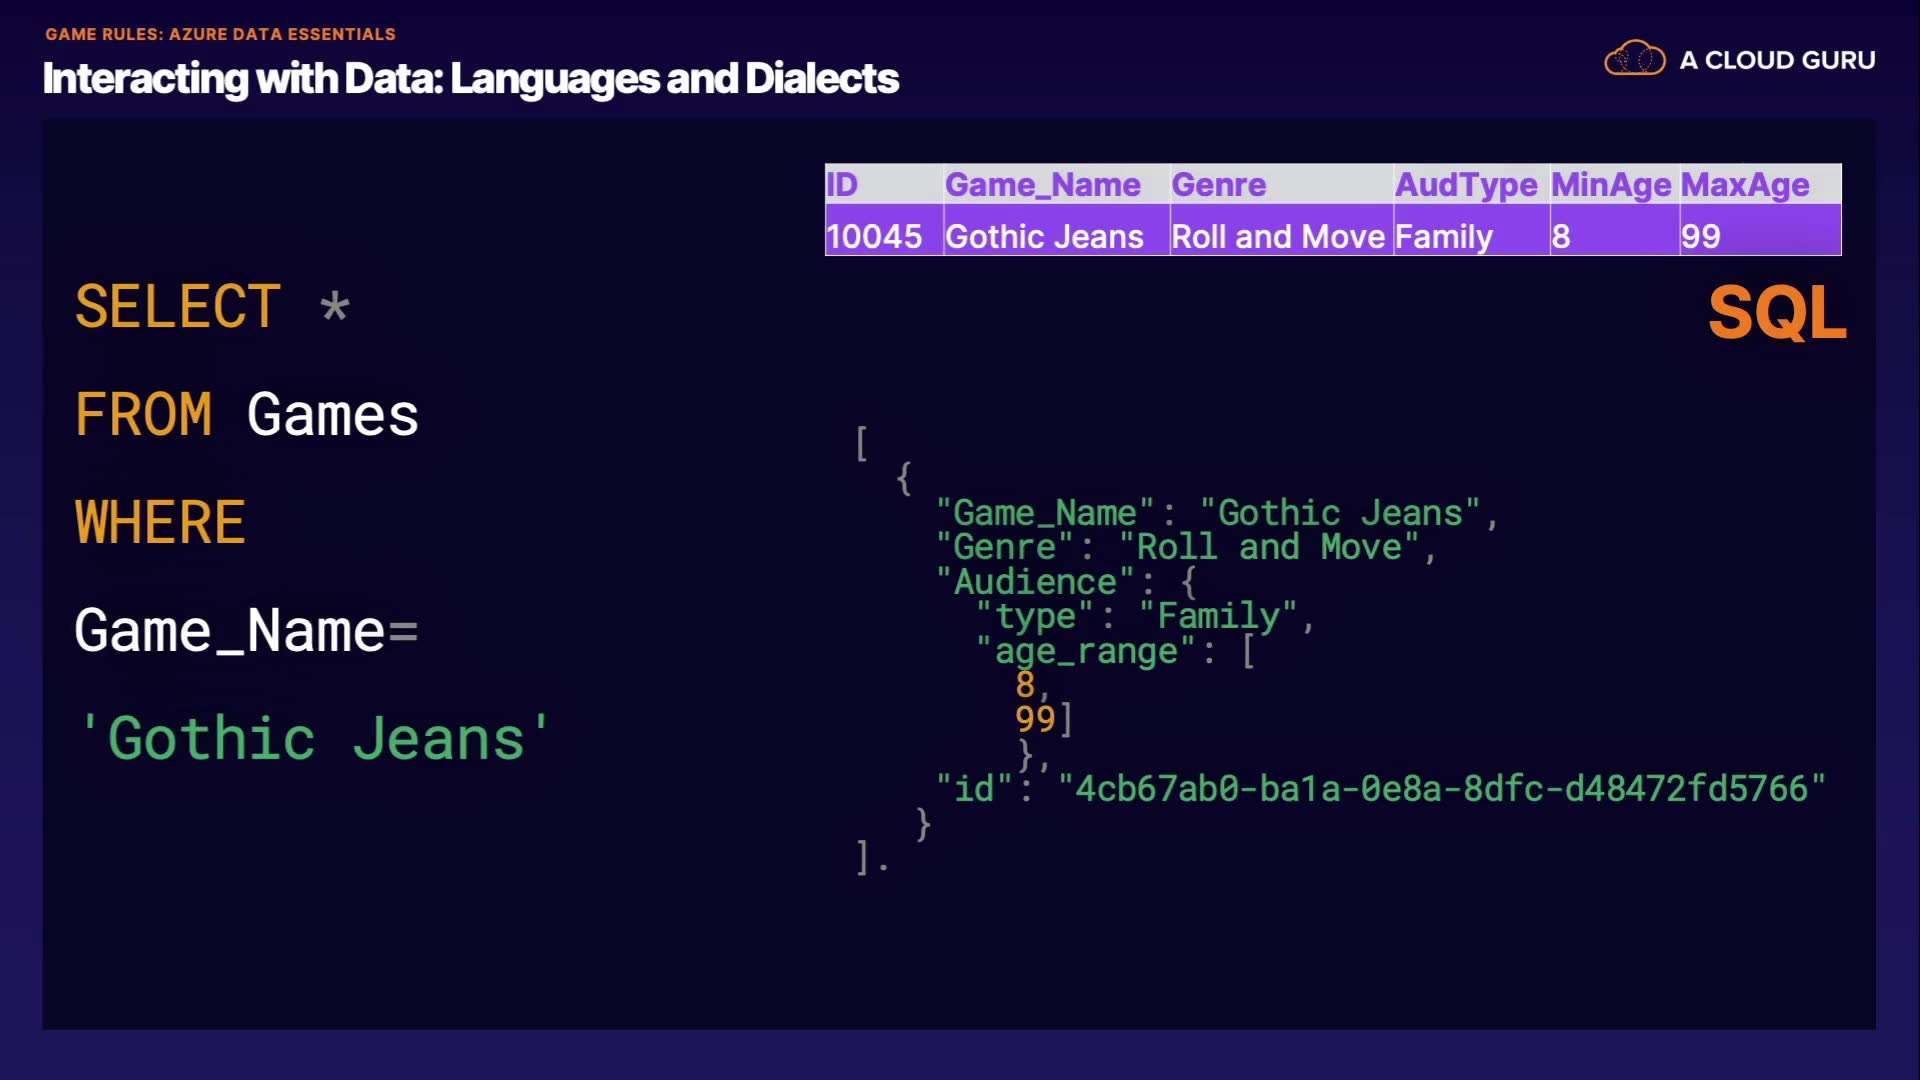 GAME RULES: AZURE DATA ESSENTIALS
Interacting with Data: Languages and Dialects
A CLOUD GURU
ID Game_Name Genre AudType MinAge MaxAge
10045 Gothic Jeans Roll and Move Family 8 99
SELECT *
FROM Games
WHERE
Game_Name=
'Gothic Jeans'
SQL
[
{
"Game_Name": "Gothic Jeans",
"Genre": "Roll and Move",
"Audience": {
"type": "Family",
"age_range": [
8,
99]
},
"id": "4cb67ab0-ba1a-0e8a-8dfc-d48472fd5766"
}
].